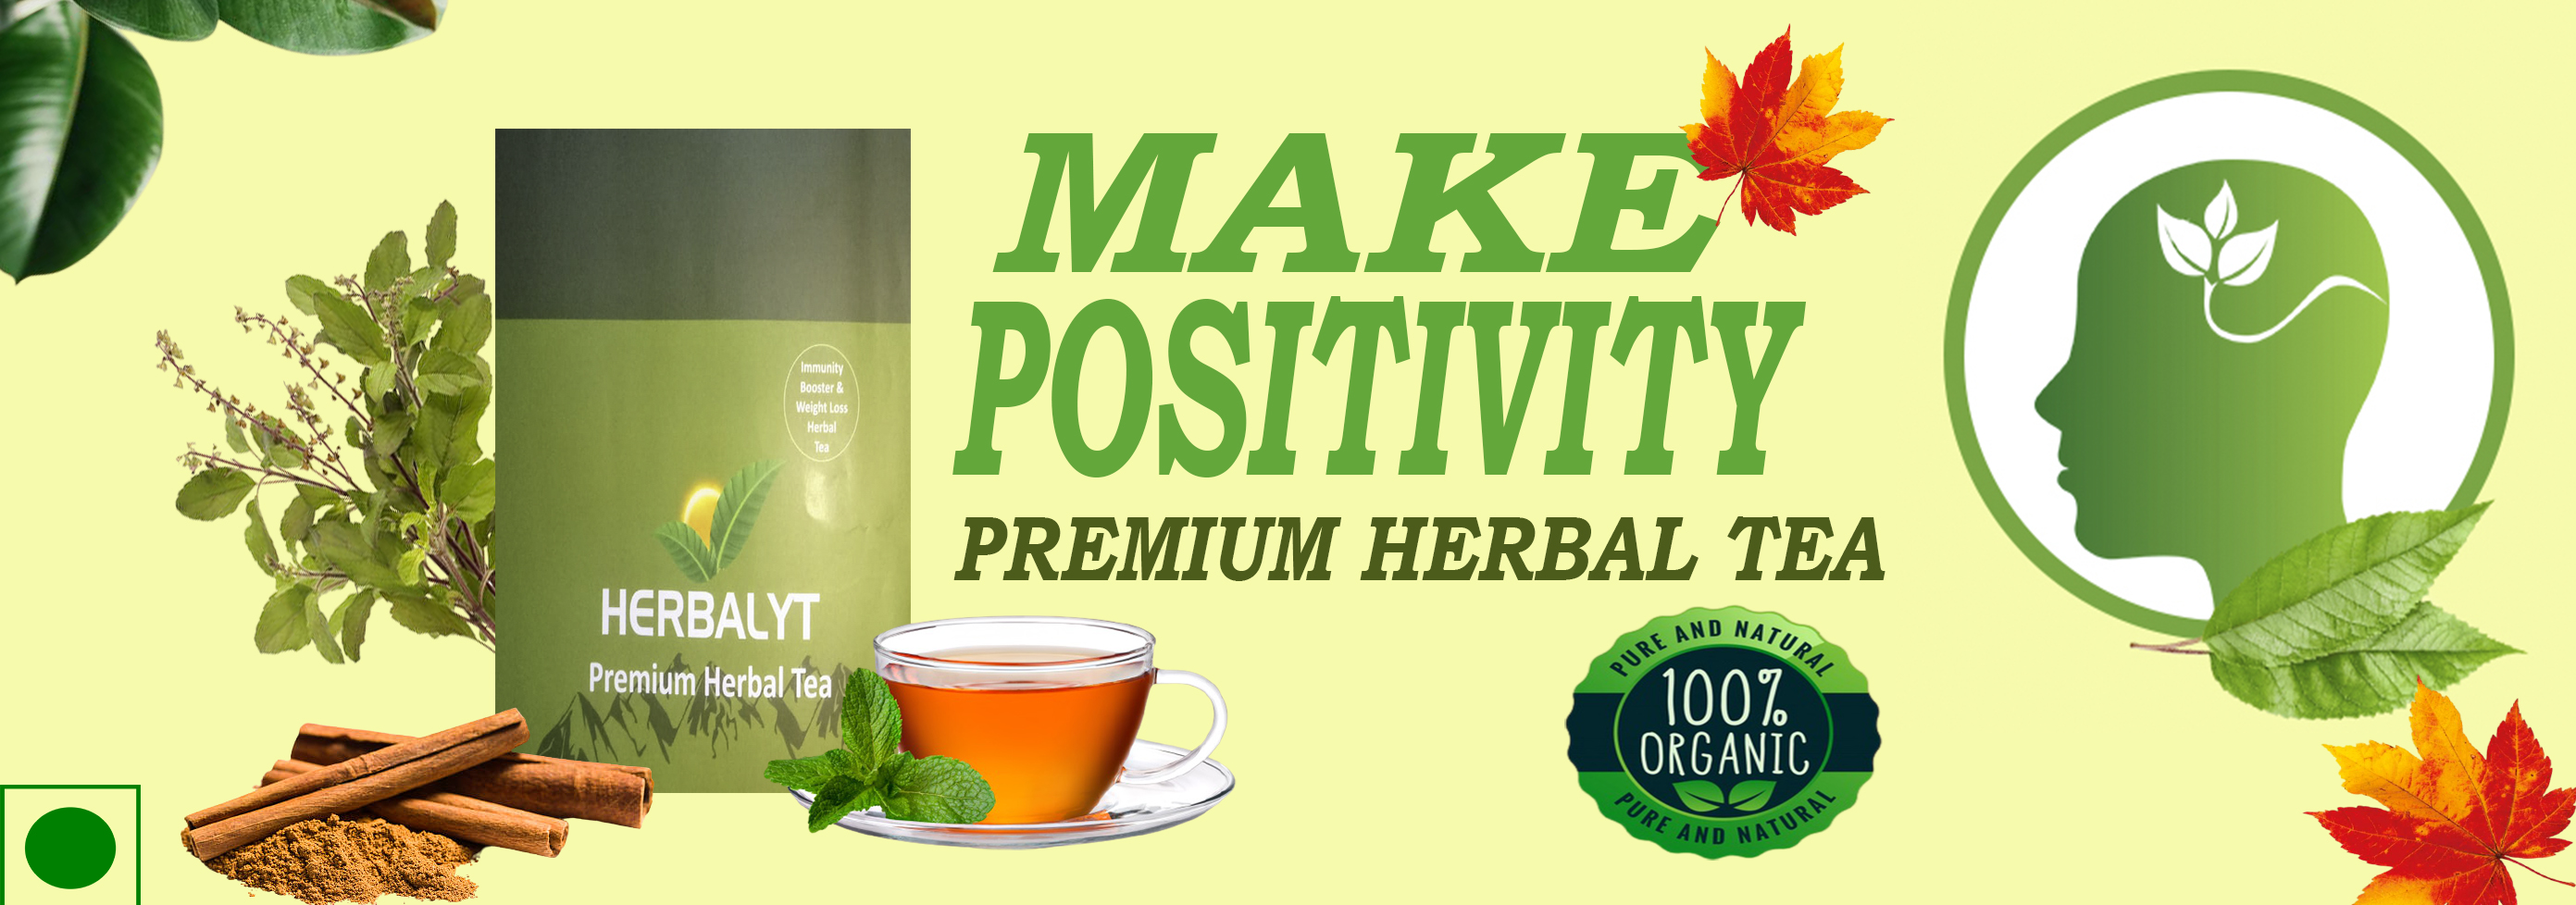 MAKE
POSITIVITY
PREMIUM HERBAL TEA
Immunity
Booster &
Weight Loss
Herbal
Tea
HERBALYT
Premium Herbal Tea
PURE AND NATURAL
100%
ORGANIC
PURE AND NATURAL